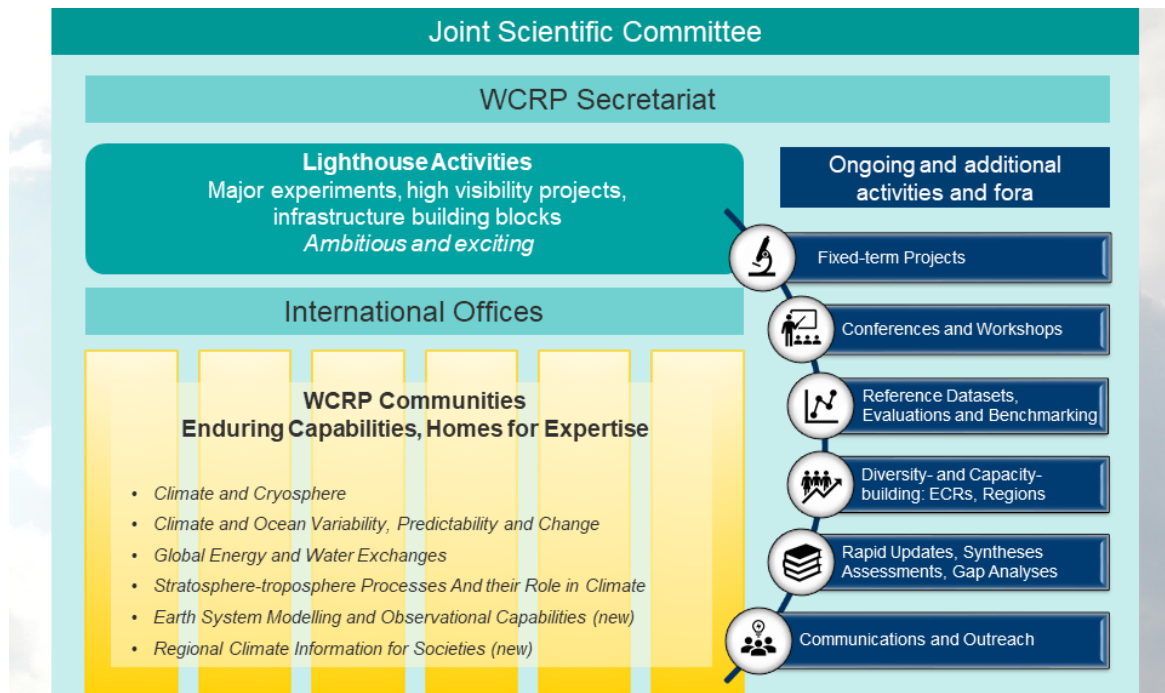 Joint Scientific Committee
WCRP Secretariat
Lighthouse Activities
Major experiments, high visibility projects,
infrastructure building blocks
Ambitious and exciting
International Offices
WCRP Communities
Enduring Capabilities, Homes for Expertise
• Climate and Cryosphere
• Climate and Ocean Variability, Predictability and Change
• Global Energy and Water Exchanges
• Stratosphere-troposphere Processes And their Role in Climate
• Earth System Modelling and Observational Capabilities (new)
• Regional Climate Information for Societies (new)
Ongoing and additional
activities and fora
Fixed-term Projects
Conferences and Workshops
Reference Datasets,
Evaluations and Benchmarking
Diversity- and Capacity-
building: ECRs, Regions
Rapid Updates, Syntheses
Assessments, Gap Analyses
Communications and Outreach